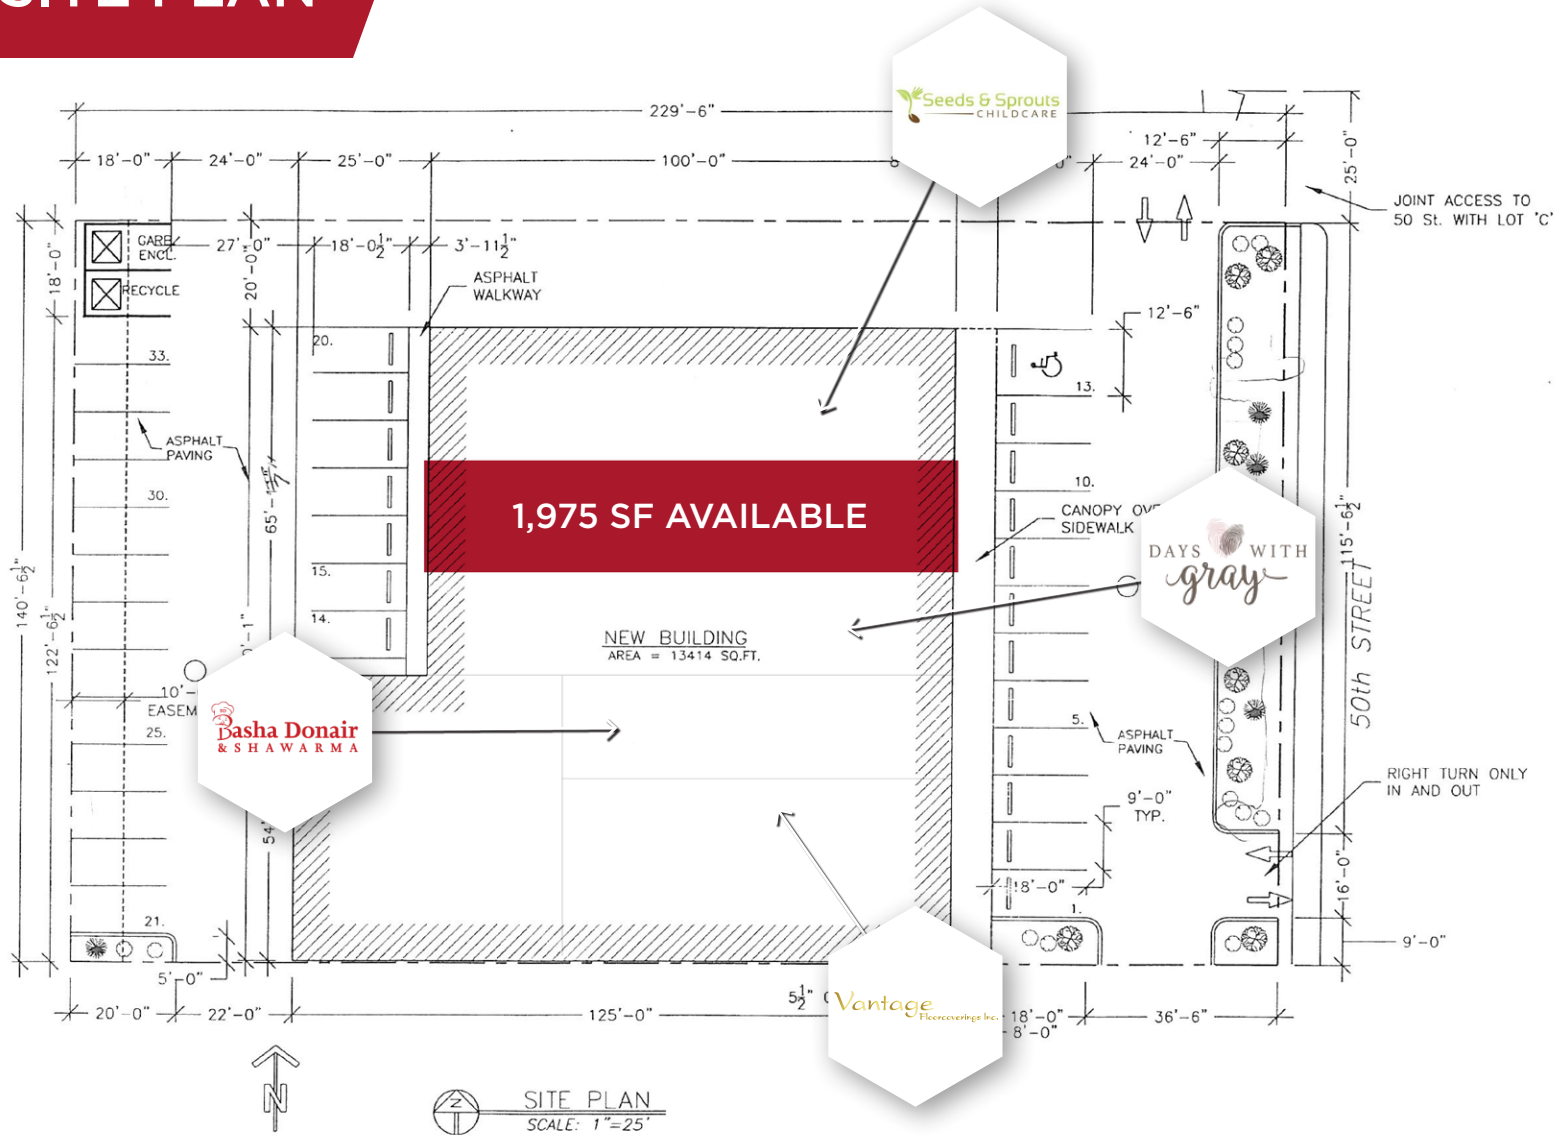 SITE PLAN
Seeds & Sprouts
CHILDCARE
229'-6"
12'-6"
18'-0"
24'-0"
25'-0"
100'-0"
24'-0"
25'-0"
JOINT ACCESS TO
50 St. WITH LOT 'C'
GARB
ENCL.
27'-0"
18'-0½"
3'-11½"
18'-0"
20'-0"
ASPHALT
WALKWAY
RECYCLE
12'-6"
20.
33.
13.
ASPHALT
PAVING
30.
10.
65'-
1,975 SF AVAILABLE
CANOPY OVE
SIDEWALK
115'-6½"
DAYS WITH
gray
140'-6½"
122'-6½"
15.
14.
50th STREET
NEW BUILDING
AREA = 13414 SQ.FT.
10'-
EASEM
Basha Donair
& SHAWARMA
25.
5.
ASPHALT
PAVING
RIGHT TURN ONLY
IN AND OUT
9'-0"
TYP.
54'
18'-0"
16'-0"
21.
1.
9'-0"
5'-0"
20'-0"
22'-0"
125'-0"
5½"
Vantage
Floorcoverings Inc.
18'-0"
8'-0"
36'-6"
N
Z
SITE PLAN
SCALE: 1"=25'